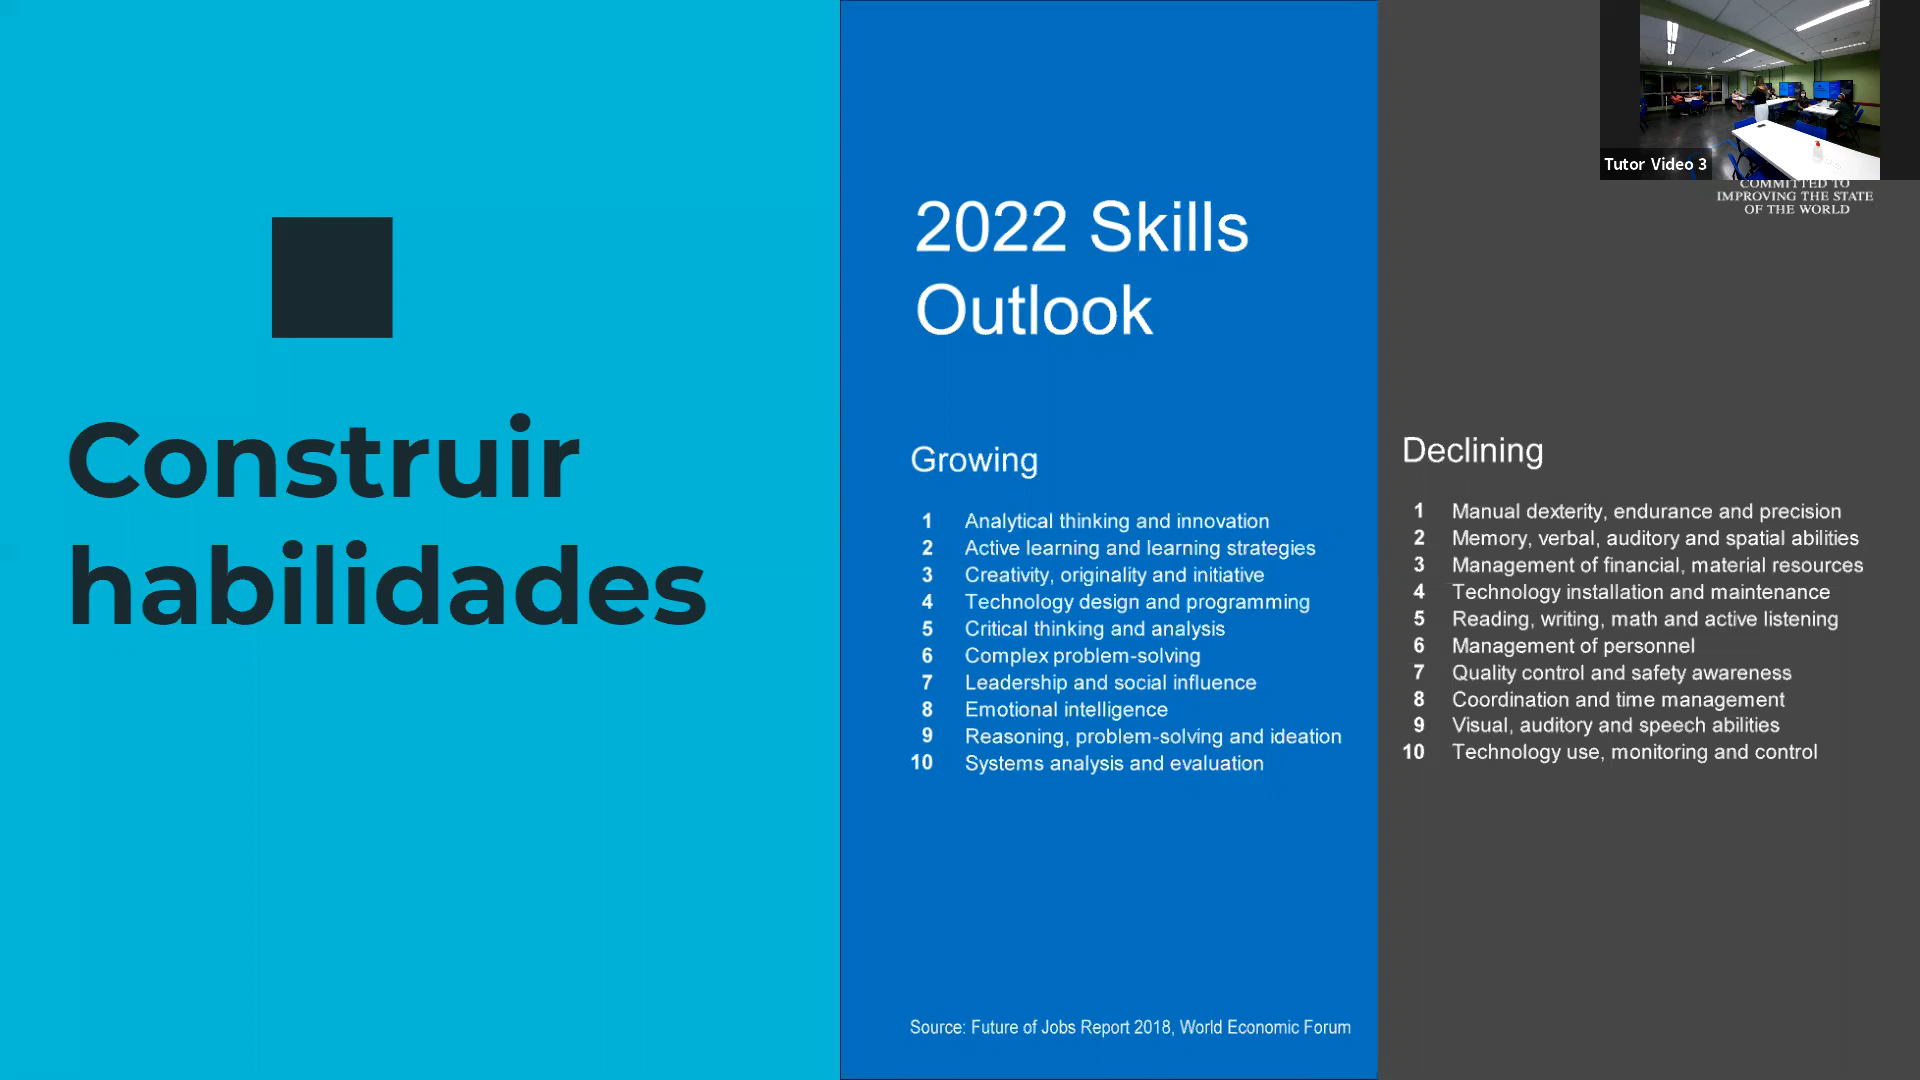 Construir
habilidades
2022 Skills
Outlook
Growing
1 Analytical thinking and innovation
2 Active learning and learning strategies
3 Creativity, originality and initiative
4 Technology design and programming
5 Critical thinking and analysis
6 Complex problem-solving
7 Leadership and social influence
8 Emotional intelligence
9 Reasoning, problem-solving and ideation
10 Systems analysis and evaluation
Source: Future of Jobs Report 2018, World Economic Forum
Tutor Video 3
COMMITTED TO
IMPROVING THE STATE
OF THE WORLD
Declining
1 Manual dexterity, endurance and precision
2 Memory, verbal, auditory and spatial abilities
3 Management of financial, material resources
4 Technology installation and maintenance
5 Reading, writing, math and active listening
6 Management of personnel
7 Quality control and safety awareness
8 Coordination and time management
9 Visual, auditory and speech abilities
10 Technology use, monitoring and control